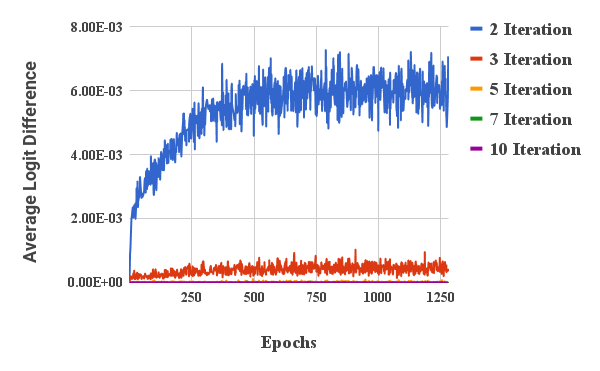 8.00E-03
6.00E-03
4.00E-03
2.00E-03
0.00E+00
Average Logit Difference
250
500
750
1000
1250
Epochs
2 Iteration
3 Iteration
5 Iteration
7 Iteration
10 Iteration